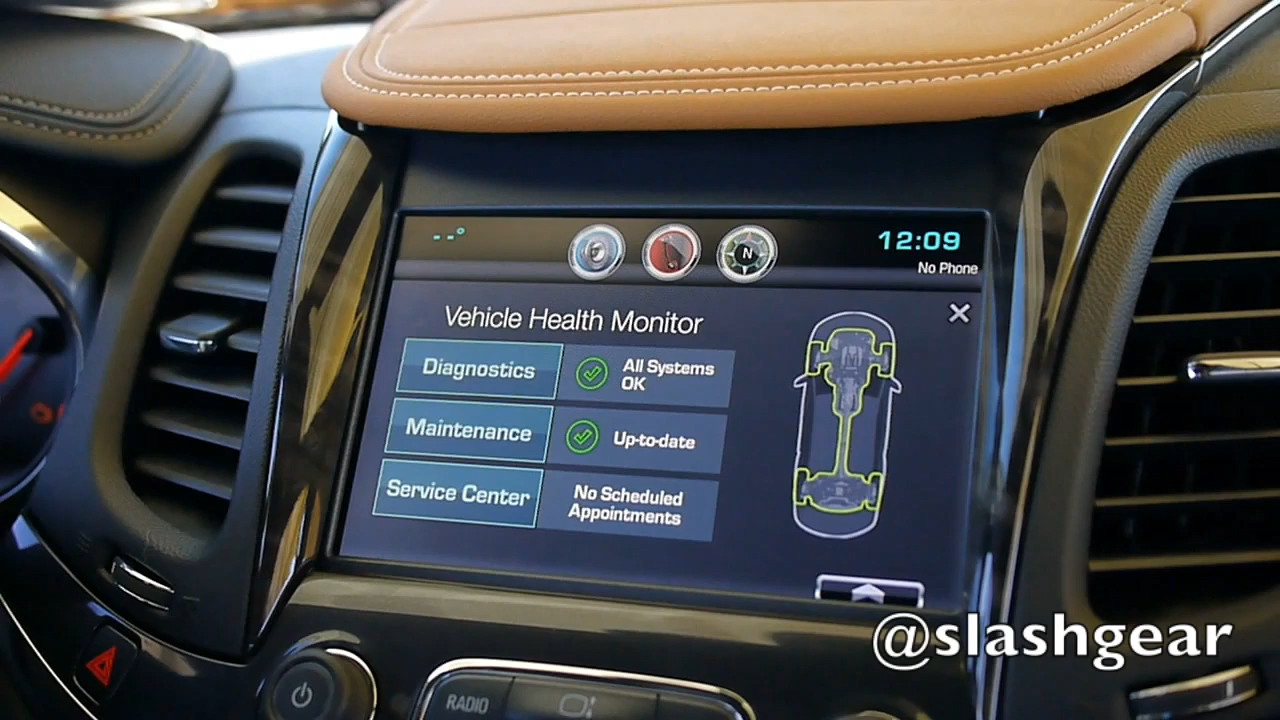 --°
N
12:09
No Phone
Vehicle Health Monitor
Diagnostics
All Systems
OK
Maintenance
Up-to-date
Service Center
No Scheduled
Appointments
RADIO
@slashgear